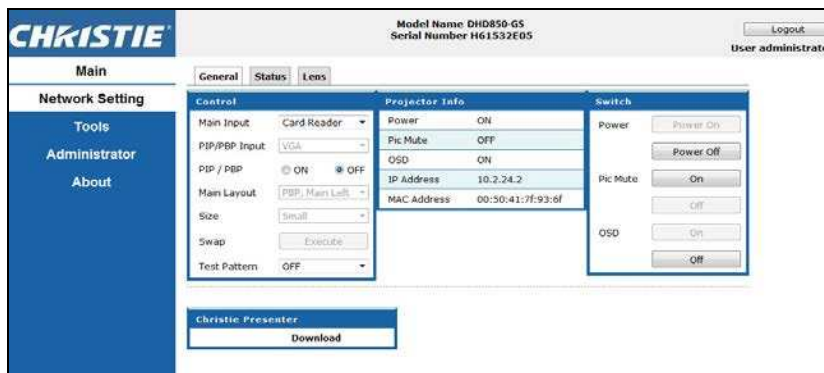 CHRISTIE
Model Name DHD850-GS
Serial Number H61532E05
Logout
User administrato
Main
Network Setting
Tools
Administrator
About
General Status Lens
Control
Main Input Card Reader
PIP/PBP Input VGA
PIP / PBP ON OFF
Main Layout PBP, Main Left
Size Small
Swap Execute
Test Pattern OFF
Projector Info
Power ON
Pic Mute OFF
OSD ON
IP Address 10.2.24.2
MAC Address 00:50:41:7f:93:6f
Switch
Power Power On
Power Off
Pic Mute On
Off
OSD On
Off
Christie Presenter
Download